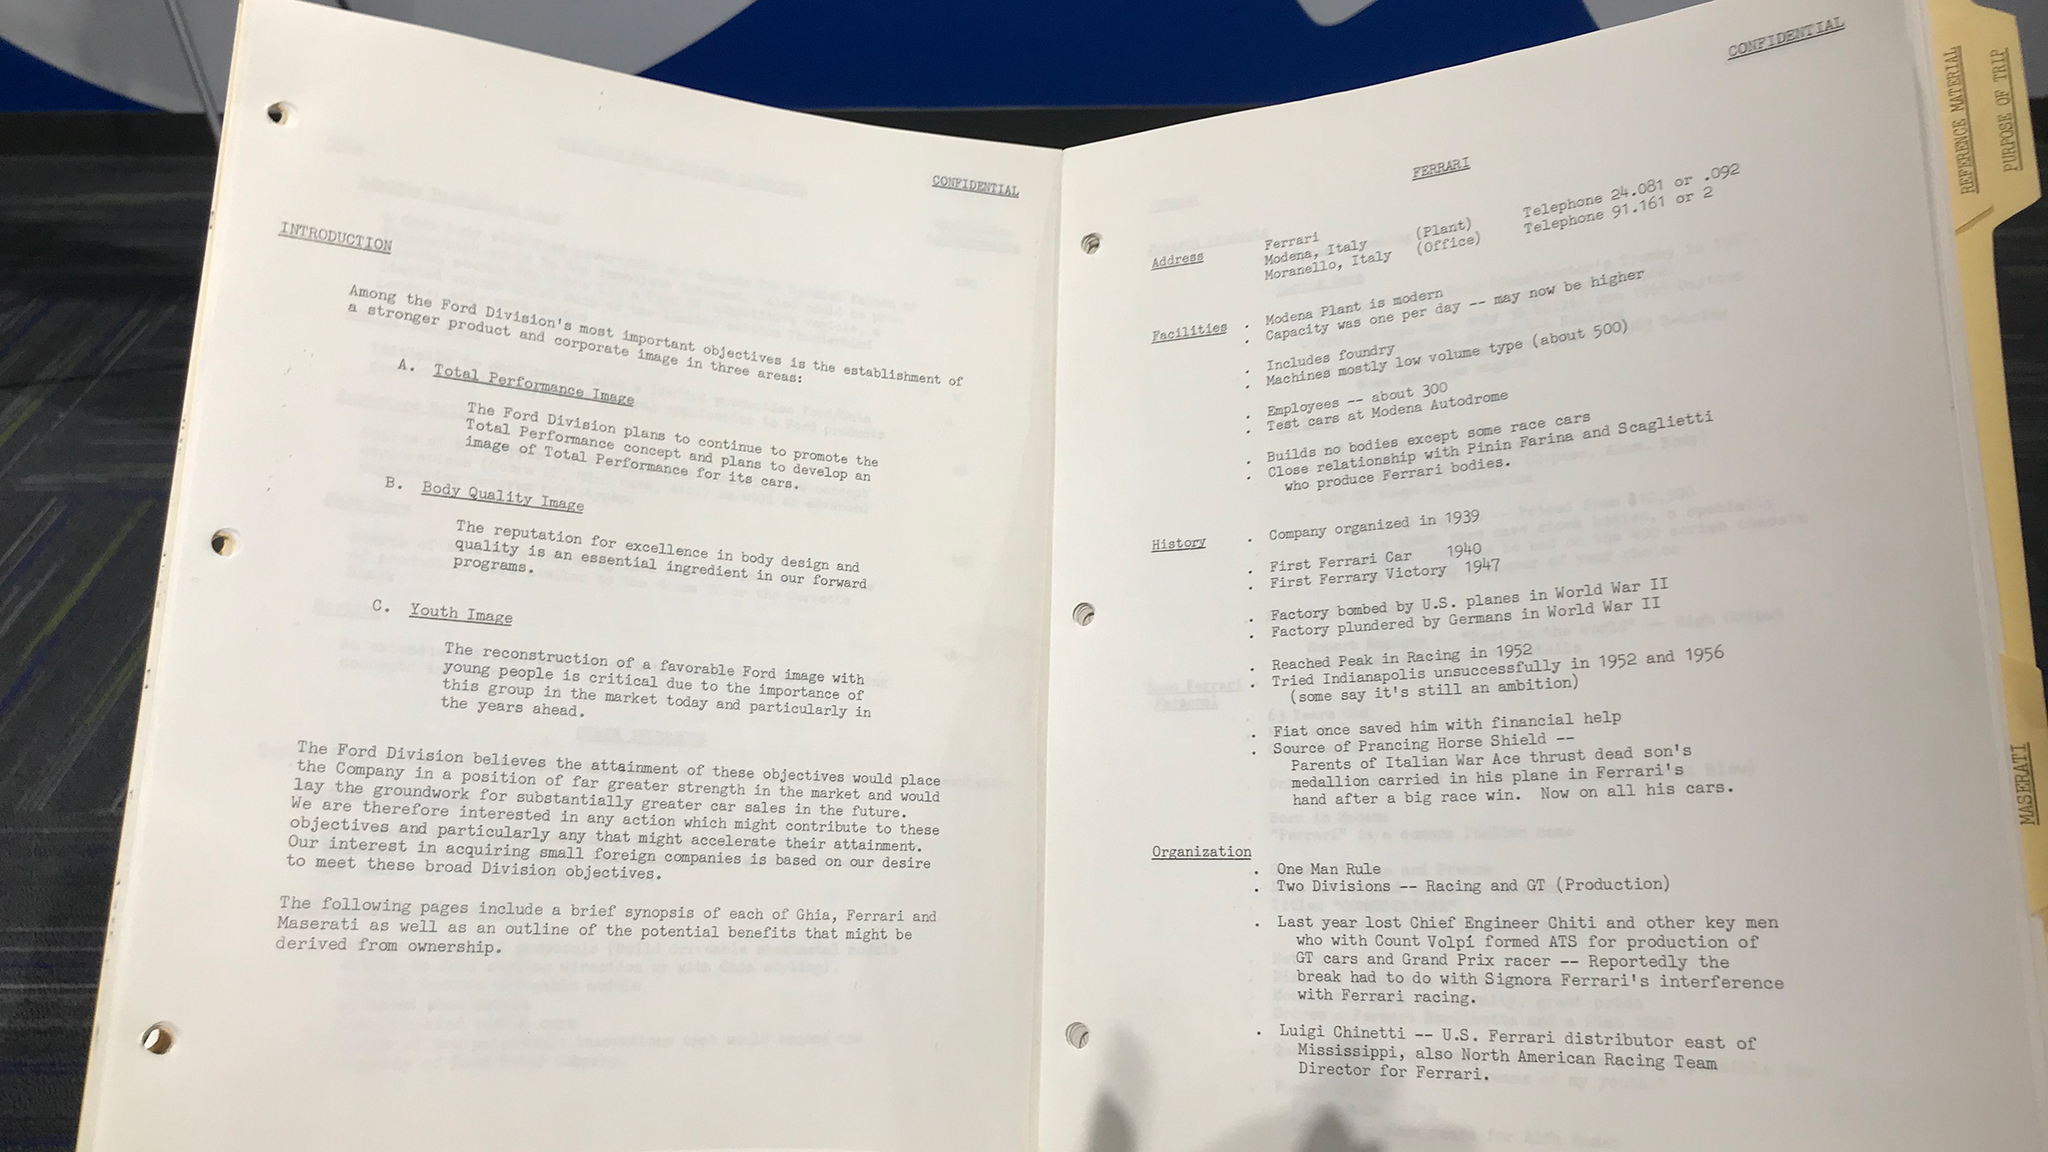 CONFIDENTIAL
INTRODUCTION
Among the Ford Division's most important objectives is the establishment of
a stronger product and corporate image in three areas:
A. Total Performance Image
The Ford Division plans to continue to promote the
Total Performance concept and plans to develop an
image of Total Performance for its cars.
B. Body Quality Image
The reputation for excellence in body design and
quality is an essential ingredient in our forward
programs.
C. Youth Image
The reconstruction of a favorable Ford image with
young people is critical due to the importance of
this group in the market today and particularly in
the years ahead.
The Ford Division believes the attainment of these objectives would place
the Company in a position of far greater strength in the market and would
lay the groundwork for substantially greater car sales in the future.
We are therefore interested in any action which might contribute to these
objectives and particularly any that might accelerate their attainment.
Our interest in acquiring small foreign companies is based on our desire
to meet these broad Division objectives.
The following pages include a brief synopsis of each of Ghia, Ferrari and
Maserati as well as an outline of the potential benefits that might be
derived from ownership.
CONFIDENTIAL
FERRARI
Address Ferrari
Modena, Italy (Plant) Telephone 24.081 or .092
Moranello, Italy (Office) Telephone 91.161 or 2
Facilities . Modena Plant is modern
. Capacity was one per day -- may now be higher
. Includes foundry
. Machines mostly low volume type (about 500)
. Employees -- about 300
. Test cars at Modena Autodrome
. Builds no bodies except some race cars
. Close relationship with Pinin Farina and Scaglietti
who produce Ferrari bodies.
History . Company organized in 1939
. First Ferrari Car 1940
. First Ferrary Victory 1947
. Factory bombed by U.S. planes in World War II
. Factory plundered by Germans in World War II
. Reached Peak in Racing in 1952
. Tried Indianapolis unsuccessfully in 1952 and 1956
(some say it's still an ambition)
. Fiat once saved him with financial help
. Source of Prancing Horse Shield --
Parents of Italian War Ace thrust dead son's
medallion carried in his plane in Ferrari's
hand after a big race win. Now on all his cars.
Organization
. One Man Rule
. Two Divisions -- Racing and GT (Production)
. Last year lost Chief Engineer Chiti and other key men
who with Count Volpi formed ATS for production of
GT cars and Grand Prix racer -- Reportedly the
break had to do with Signora Ferrari's interference
with Ferrari racing.
. Luigi Chinetti -- U.S. Ferrari distributor east of
Mississippi, also North American Racing Team
Director for Ferrari.
REFERENCE MATERIAL
PURPOSE OF TRIP
MASERATI